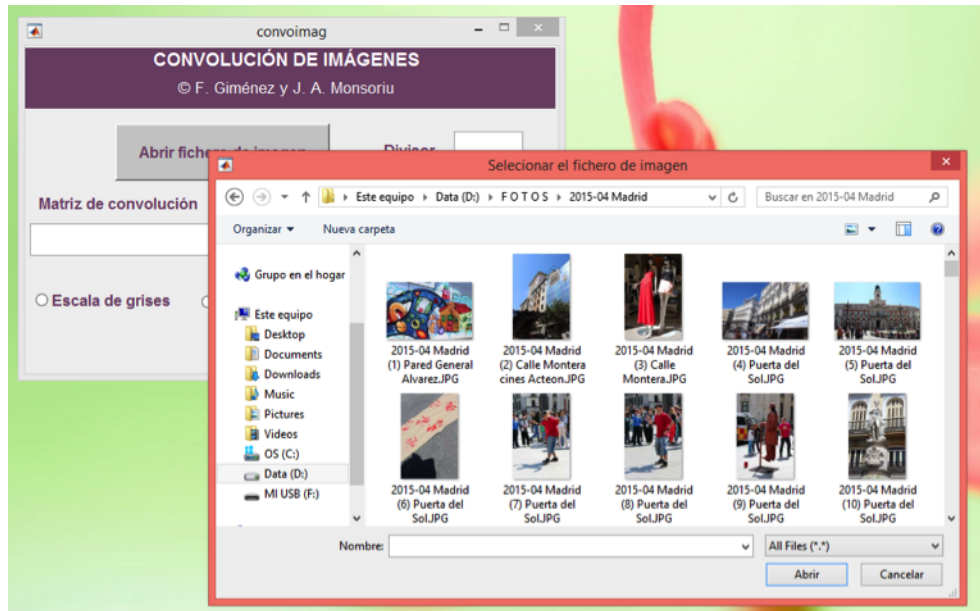 convoimag
CONVOLUCIÓN DE IMÁGENES
© F. Giménez y J. A. Monsoriu
Abrir fichero de imagen
Divisor
Matriz de convolución
Escala de grises
Selecionar el fichero de imagen
Este equipo
Data (D:)
F O T O S
2015-04 Madrid
Buscar en 2015-04 Madrid
Organizar
Nueva carpeta
Grupo en el hogar
Este equipo
Desktop
Documents
Downloads
Music
Pictures
Videos
OS (C:)
Data (D:)
MI USB (F:)
2015-04 Madrid
(1) Pared General
Alvarez.JPG
2015-04 Madrid
(2) Calle Montera
cines Acteon.JPG
2015-04 Madrid
(3) Calle
Montera.JPG
2015-04 Madrid
(4) Puerta del
Sol.JPG
2015-04 Madrid
(5) Puerta del
Sol.JPG
2015-04 Madrid
(6) Puerta del
Sol.JPG
2015-04 Madrid
(7) Puerta del
Sol.JPG
2015-04 Madrid
(8) Puerta del
Sol.JPG
2015-04 Madrid
(9) Puerta del
Sol.JPG
2015-04 Madrid
(10) Puerta del
Sol.JPG
Nombre:
All Files (*.*)
Abrir
Cancelar